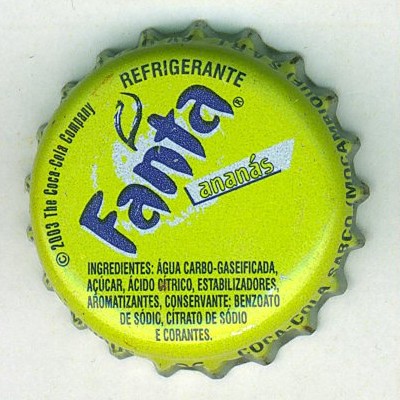 REFRIGERANTE
Fanta®
ananás
© 2003 The Coca-Cola Company
INGREDIENTES: ÁGUA CARBO-GASEIFICADA,
AÇÚCAR, ÁCIDO CÍTRICO, ESTABILIZADORES,
AROMATIZANTES, CONSERVANTE: BENZOATO
DE SÓDIO, CITRATO DE SÓDIO
E CORANTES.
COCA-COLA SABCO (MOÇAMBIQUE)